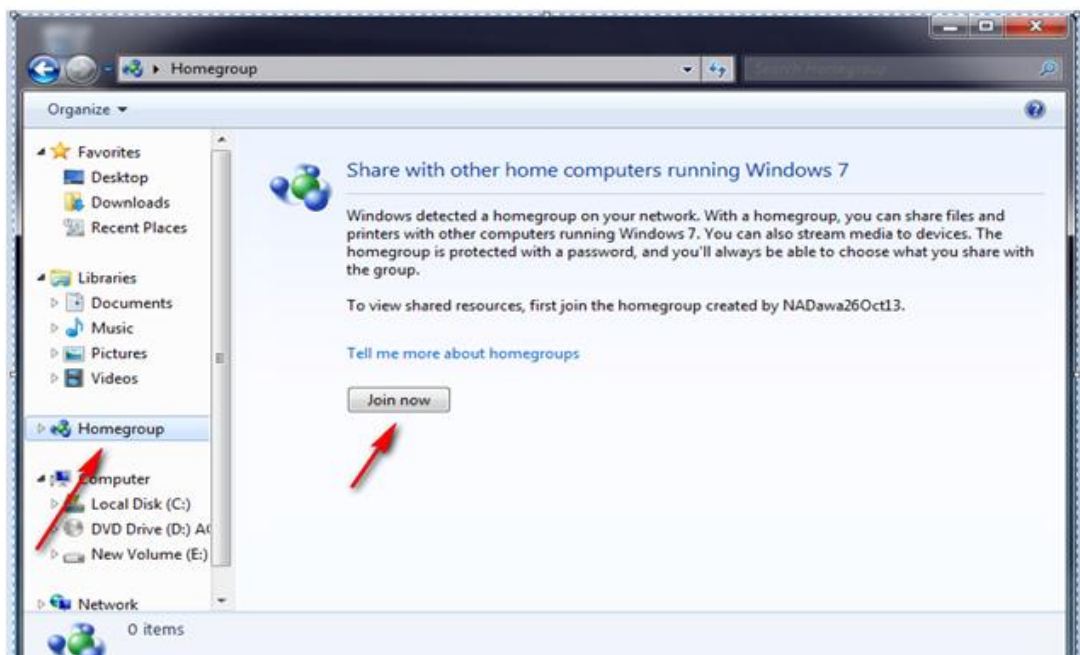 Homegroup
Search Homegroup
Organize
Favorites
Desktop
Downloads
Recent Places
Libraries
Documents
Music
Pictures
Videos
Homegroup
Computer
Local Disk (C:)
DVD Drive (D:) AC
New Volume (E:)
Network
Share with other home computers running Windows 7
Windows detected a homegroup on your network. With a homegroup, you can share files and
printers with other computers running Windows 7. You can also stream media to devices. The
homegroup is protected with a password, and you'll always be able to choose what you share with
the group.
To view shared resources, first join the homegroup created by NADawa26Oct13.
Tell me more about homegroups
Join now
0 items